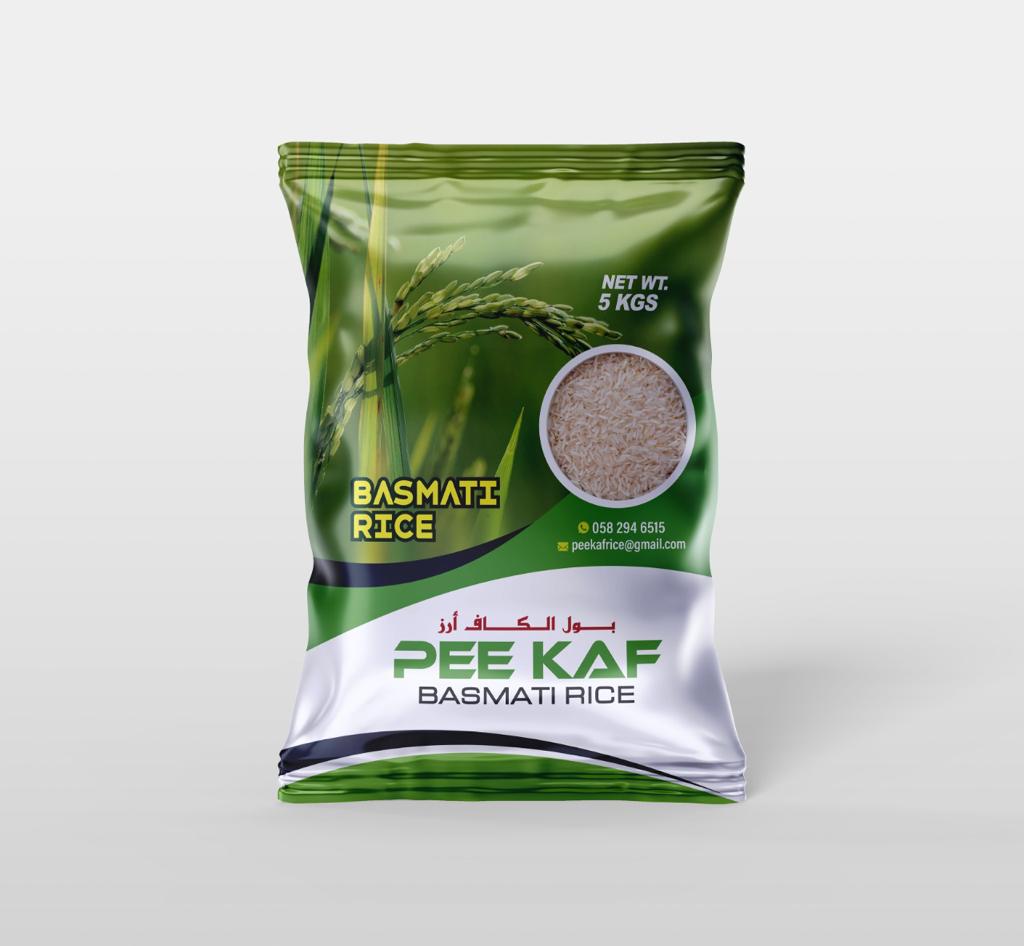 NET WT.
5 KGS
BASMATI
RICE
058 294 6515
peekafrice@gmail.com
بول الكاف أرز
PEE KAF
BASMATI RICE